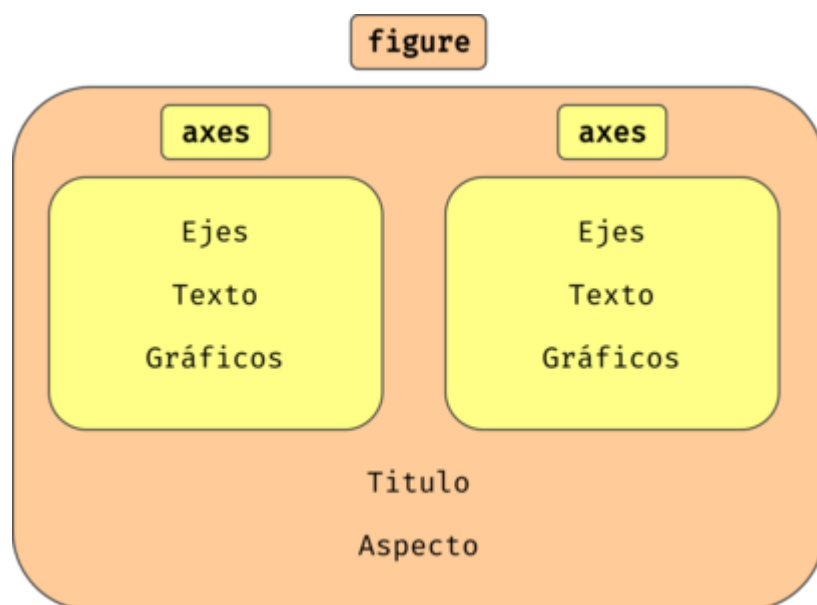 figure
axes
axes
Ejes
Texto
Gráficos
Ejes
Texto
Gráficos
Titulo
Aspecto